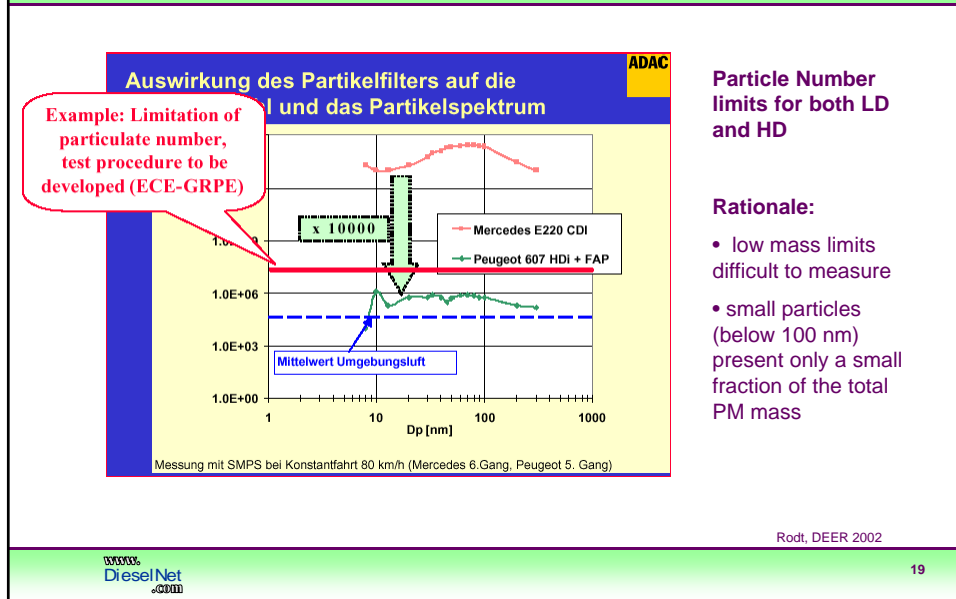 Auswirkung des Partikelfilters auf die
und das Partikelspektrum
ADAC
Example: Limitation of
particulate number,
test procedure to be
developed (ECE-GRPE)
x 10000
Mercedes E220 CDI
Peugeot 607 HDi + FAP
1.0E+06
1.0E+03
1.0E+00
Mittelwert Umgebungsluft
1
10
100
1000
Dp [nm]
Messung mit SMPS bei Konstantfahrt 80 km/h (Mercedes 6.Gang, Peugeot 5. Gang)
Particle Number
limits for both LD
and HD
Rationale:
• low mass limits
difficult to measure
• small particles
(below 100 nm)
present only a small
fraction of the total
PM mass
Rodt, DEER 2002
www.
DieselNet
.com
19